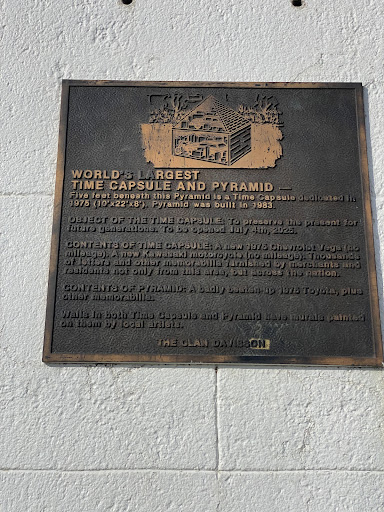 WORLD'S LARGEST
TIME CAPSULE AND PYRAMID —
Five feet beneath this Pyramid is a Time Capsule dedicated in
1975 (10'x22'x8') Pyramid was built in 1983.
OBJECT OF THE TIME CAPSULE: To preserve the present for
future generations. To be opened July 4th, 2025.
CONTENTS OF TIME CAPSULE: A new 1975 Chevrolet Vega (no
mileage). A new Kawasaki motorcycle (no mileage). Thousands
of letters and other memorabilia furnished by merchants and
residents not only from this area, but across the nation.
CONTENTS OF PYRAMID: A badly beaten up 1975 Toyota, plus
other memorabilia.
Walls in both Time Capsule and Pyramid have murals painted
on them by local artists.
THE CLAN DAVISSON